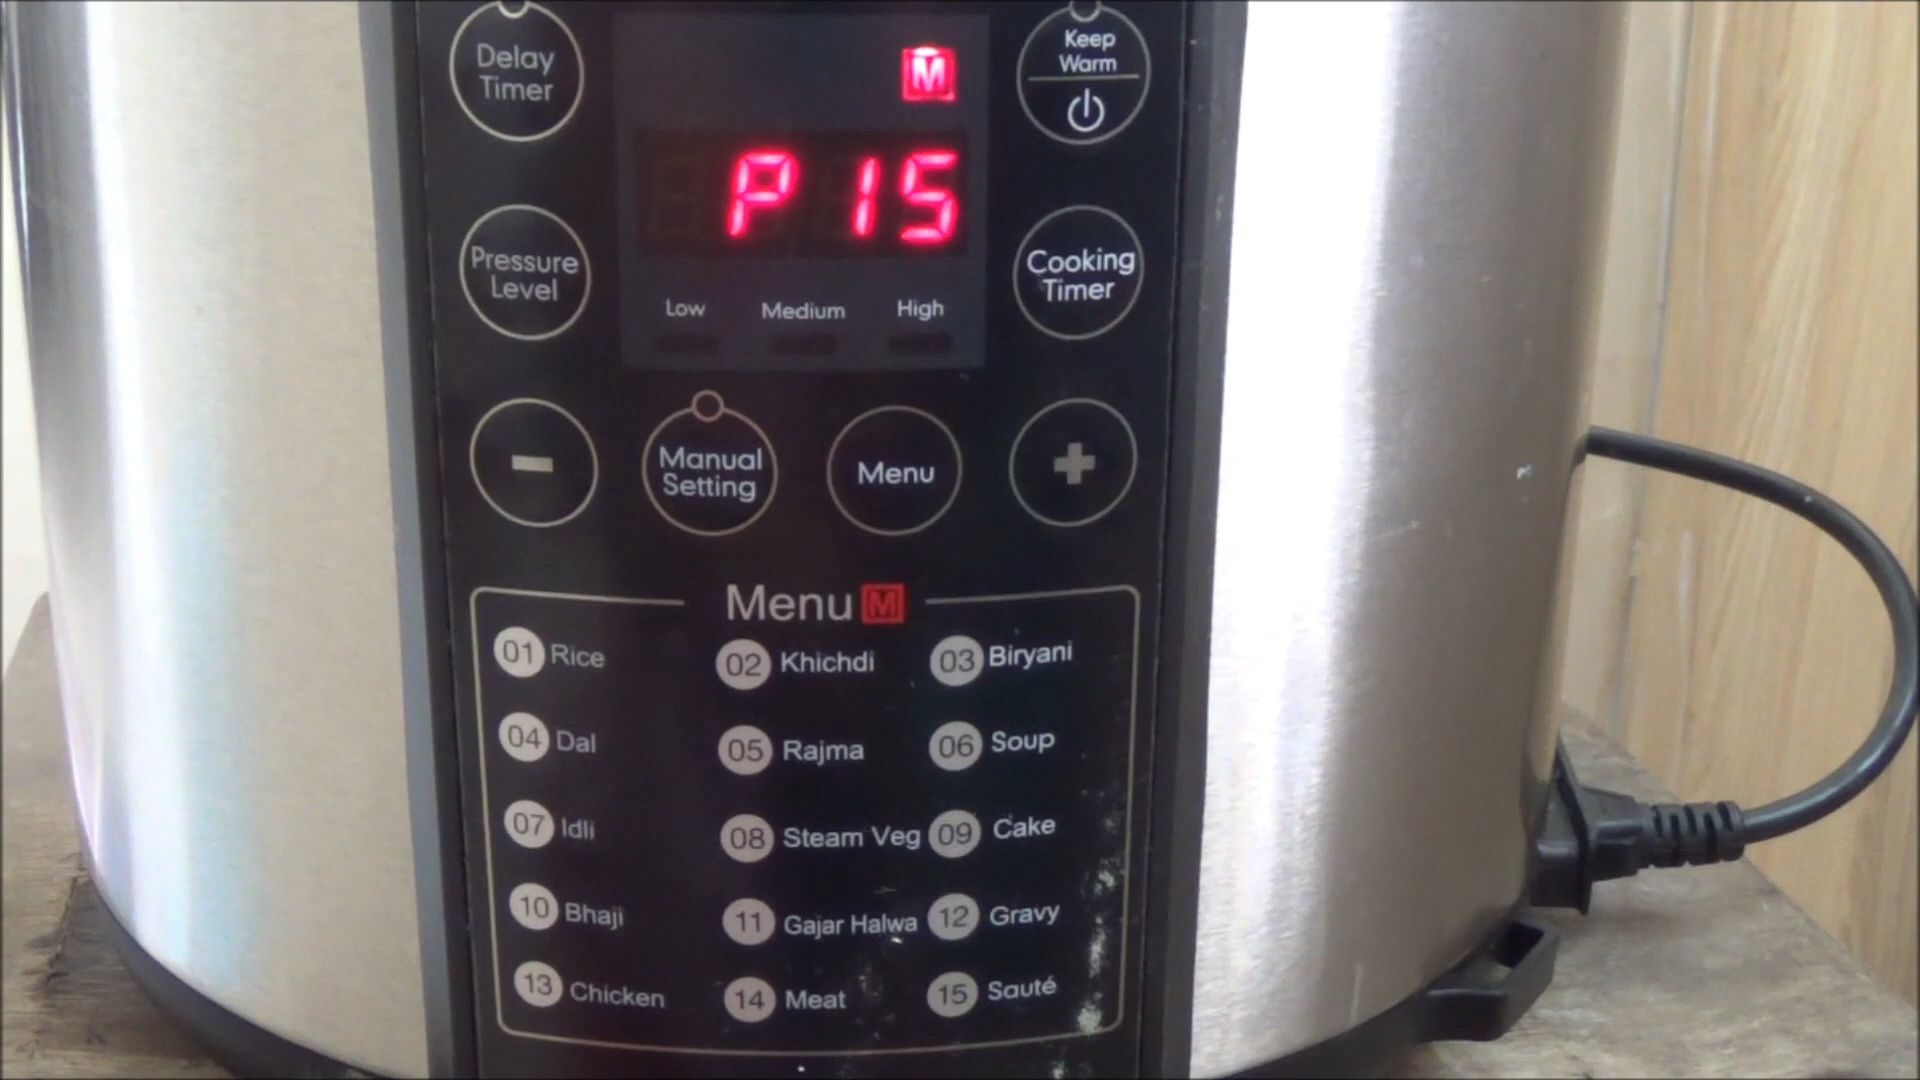 Delay
Timer
M
Keep
Warm
P15
Pressure
Level
Cooking
Timer
Low Medium High
-
Manual
Setting
Menu
+
Menu M
01 Rice 02 Khichdi 03 Biryani
04 Dal 05 Rajma 06 Soup
07 Idli 08 Steam Veg 09 Cake
10 Bhaji 11 Gajar Halwa 12 Gravy
13 Chicken 14 Meat 15 Sauté